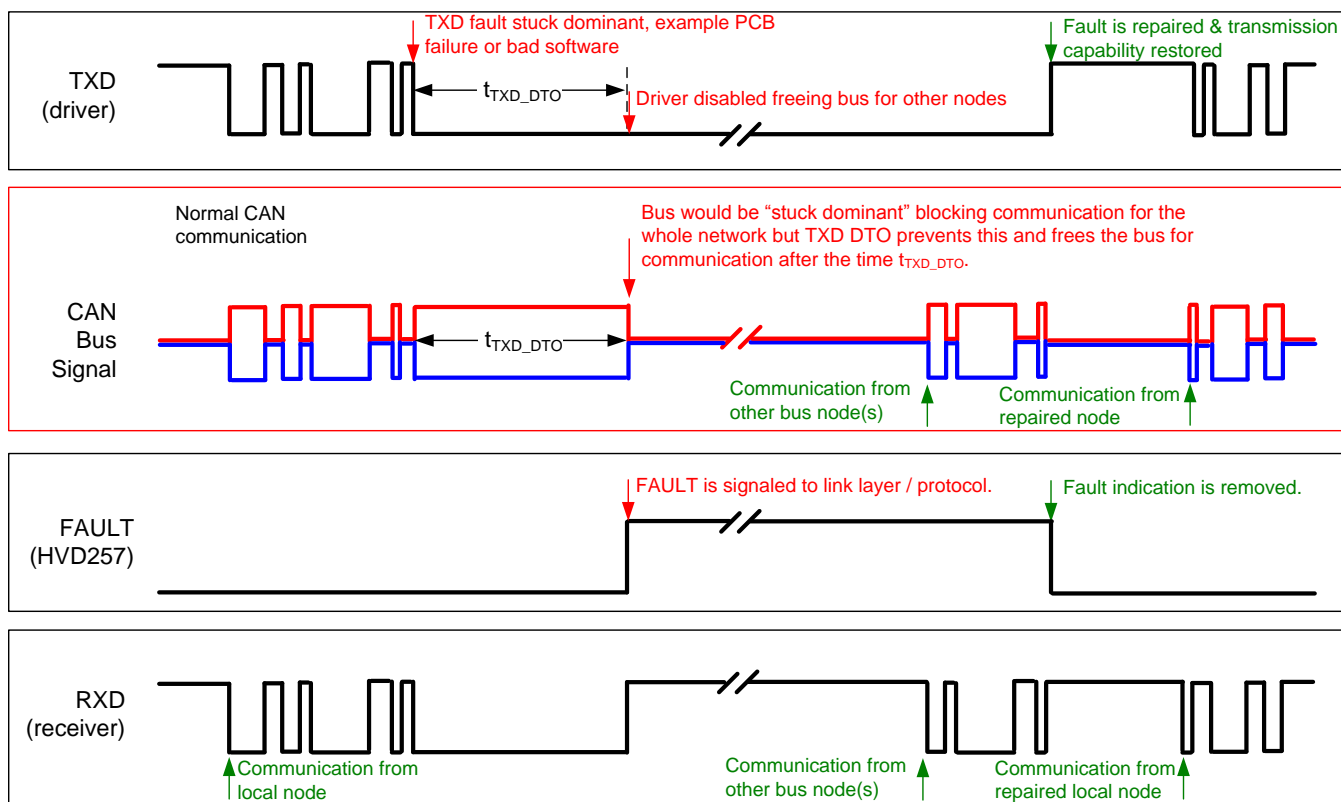 TXD fault stuck dominant, example PCB
failure or bad software
Fault is repaired & transmission
capability restored
TXD
(driver)
tTXD_DTO
Driver disabled freeing bus for other nodes
Normal CAN
communication
Bus would be “stuck dominant” blocking communication for the
whole network but TXD DTO prevents this and frees the bus for
communication after the time tTXD_DTO.
CAN
Bus
Signal
tTXD_DTO
Communication from
other bus node(s)
Communication from
repaired node
FAULT is signaled to link layer / protocol.
Fault indication is removed.
FAULT
(HVD257)
RXD
(receiver)
Communication from
local node
Communication from
other bus node(s)
Communication from
repaired local node